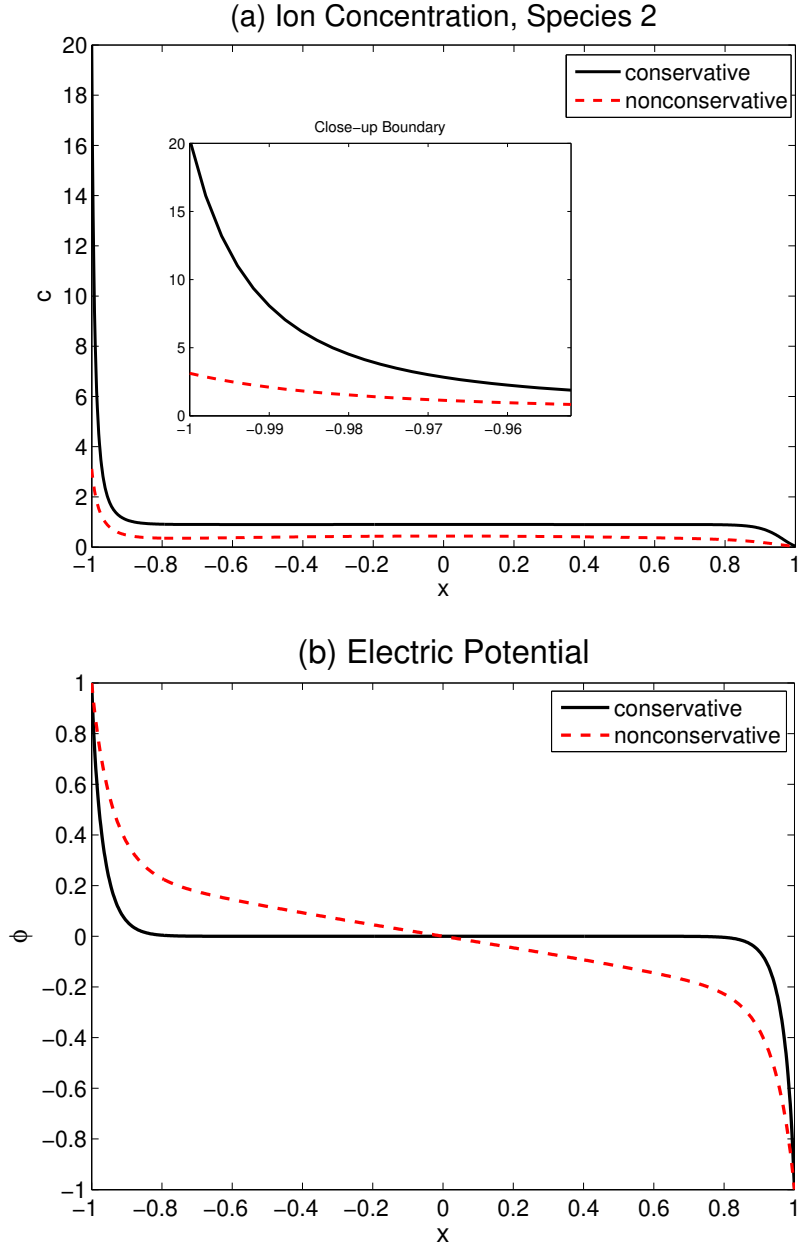 (a) Ion Concentration, Species 2
20
18
16
14
12
10
8
6
4
2
0
c
conservative
nonconservative
Close−up Boundary
20
15
10
5
0
−1 −0.99 −0.98 −0.97 −0.96
−1 −0.8 −0.6 −0.4 −0.2 0 0.2 0.4 0.6 0.8 1
x
(b) Electric Potential
1
0.8
0.6
0.4
0.2
0
−0.2
−0.4
−0.6
−0.8
−1
ϕ
conservative
nonconservative
−1 −0.8 −0.6 −0.4 −0.2 0 0.2 0.4 0.6 0.8 1
x